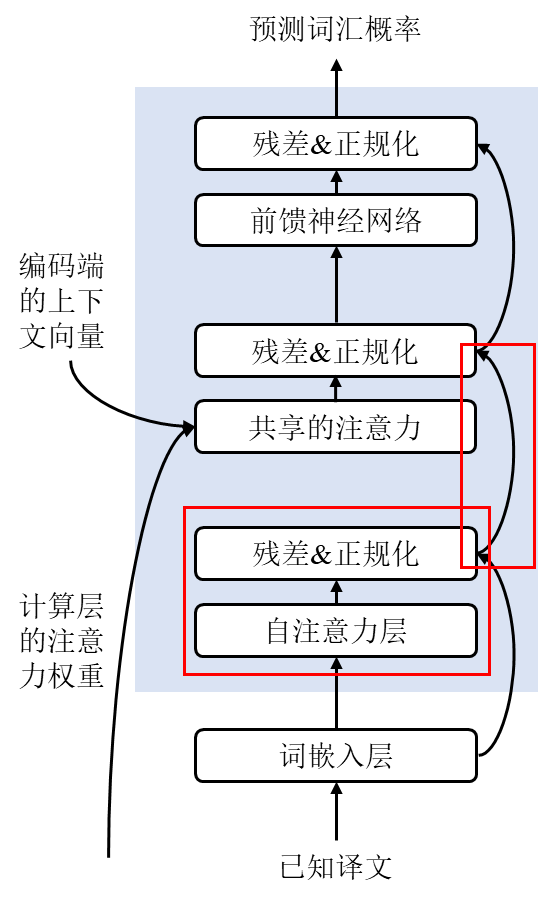 预测词汇概率
残差&正规化
前馈神经网络
编码端
的上下
文向量
残差&正规化
共享的注意力
残差&正规化
计算层
的注意
力权重
自注意力层
词嵌入层
已知译文